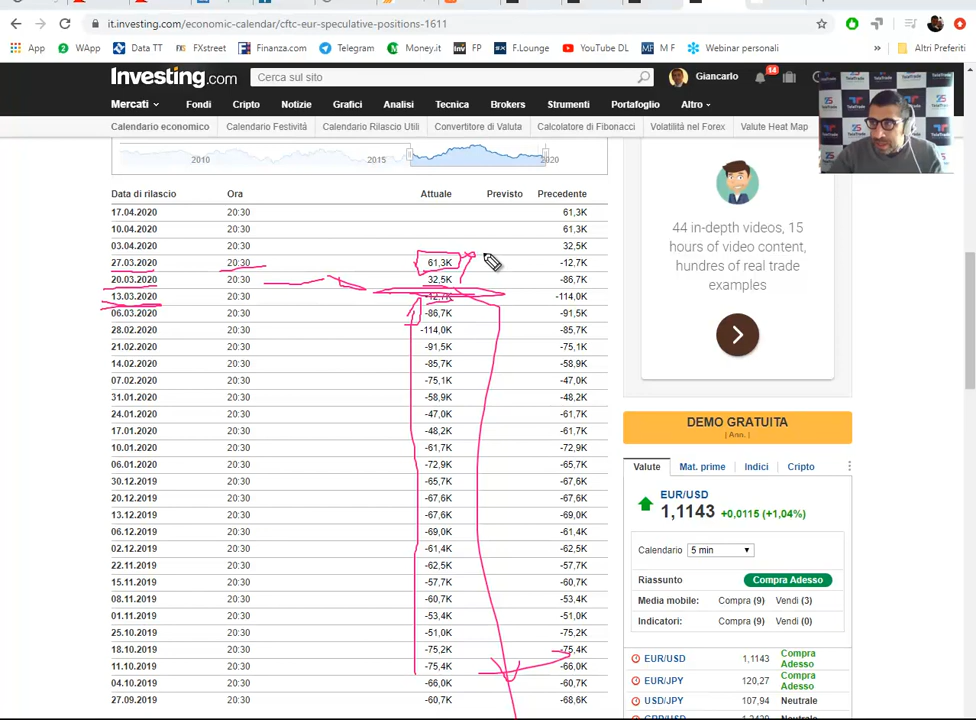 it.investing.com/economic-calendar/cftc-eur-speculative-positions-1611
App WApp Data TT FXstreet Finanza.com Telegram Money.it FP F.Lounge YouTube DL M F Webinar personali » Altri Preferiti
Investing.com Cerca sul sito Giancarlo 14
Mercati Fondi Cripto Notizie Grafici Analisi Tecnica Brokers Strumenti Portafoglio Altro
Calendario economico Calendario Festività Calendario Rilascio Utili Convertitore di Valuta Calcolatore di Fibonacci Volatilità nel Forex Valute Heat Map
2010 2015 2020
Data di rilascio Ora Attuale Previsto Precedente
17.04.2020 20:30 61,3K
10.04.2020 20:30 61,3K
03.04.2020 20:30 32,5K
27.03.2020 20:30 61,3K -12,7K
20.03.2020 20:30 32,5K -86,7K
13.03.2020 20:30 -12,7K -114,0K
06.03.2020 20:30 -86,7K -91,5K
28.02.2020 20:30 -114,0K -85,7K
21.02.2020 20:30 -91,5K -75,1K
14.02.2020 20:30 -85,7K -58,9K
07.02.2020 20:30 -75,1K -47,0K
31.01.2020 20:30 -58,9K -48,2K
24.01.2020 20:30 -47,0K -61,7K
17.01.2020 20:30 -48,2K -61,7K
10.01.2020 20:30 -61,7K -72,9K
06.01.2020 20:30 -72,9K -65,7K
30.12.2019 20:30 -65,7K -67,6K
20.12.2019 20:30 -67,6K -67,6K
13.12.2019 20:30 -67,6K -69,0K
06.12.2019 20:30 -69,0K -61,4K
02.12.2019 20:30 -61,4K -62,5K
22.11.2019 20:30 -62,5K -57,7K
15.11.2019 20:30 -57,7K -60,7K
08.11.2019 20:30 -60,7K -53,4K
01.11.2019 20:30 -53,4K -51,0K
25.10.2019 20:30 -51,0K -75,2K
18.10.2019 20:30 -75,2K -75,4K
11.10.2019 20:30 -75,4K -66,0K
04.10.2019 20:30 -66,0K -60,7K
27.09.2019 20:30 -60,7K -68,6K
44 in-depth videos, 15
hours of video content,
hundreds of real trade
examples
DEMO GRATUITA
| Ann. |
Valute Mat. prime Indici Cripto
EUR/USD
1,1143 +0,0115 (+1,04%)
Calendario 5 min
Riassunto Compra Adesso
Media mobile: Compra (9) Vendi (3)
Indicatori: Compra (9) Vendi (0)
EUR/USD 1,1143 Compra Adesso
EUR/JPY 120,27 Compra Adesso
USD/JPY 107,94 Neutrale
TeleTrade